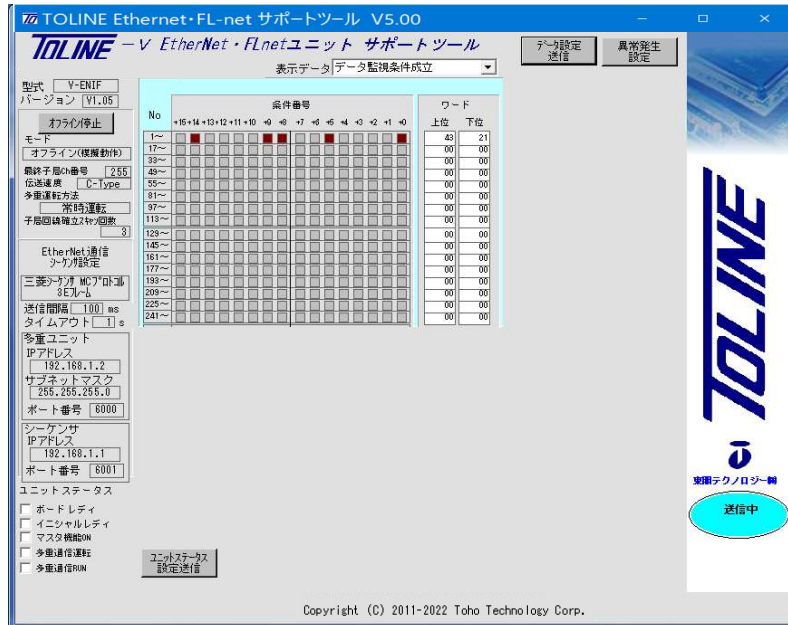 TOLINE Ethernet・FL-net サポートツール V5.00
TOLINE －V EtherNet・FLnetユニット サポートツール
データ設定
送信
異常発生
設定
表示データ データ監視条件成立
型式 V-ENIF
バージョン V1.05
オフライン停止
モード
オフライン(模擬動作)
最終子局Ch番号 255
伝送速度 C-Type
多重運転方法
常時運転
子局回線確立スキャン回数
3
EtherNet通信
シーケンサ設定
三菱シーケンサ MCプロトコル
3Eフレーム
送信間隔 100 ms
タイムアウト 1 s
多重ユニット
IPアドレス
192.168.1.2
サブネットマスク
255.255.255.0
ポート番号 6000
シーケンサ
IPアドレス
192.168.1.1
ポート番号 6001
ユニットステータス
ボードレディ
イニシャルレディ
マスタ機能ON
多重通信運転
多重通信RUN
条件番号 ワード
No +15 +14 +13 +12 +11 +10 +9 +8 +7 +6 +5 +4 +3 +2 +1 +0 上位 下位
1～ 43 21
17～ 00 00
33～ 00 00
49～ 00 00
55～ 00 00
81～ 00 00
97～ 00 00
113～ 00 00
129～ 00 00
145～ 00 00
161～ 00 00
177～ 00 00
193～ 00 00
209～ 00 00
225～ 00 00
241～ 00 00
ユニットステータス
設定送信
TOLINE
東朋テクノロジー㈱
送信中
Copyright (C) 2011-2022 Toho Technology Corp.